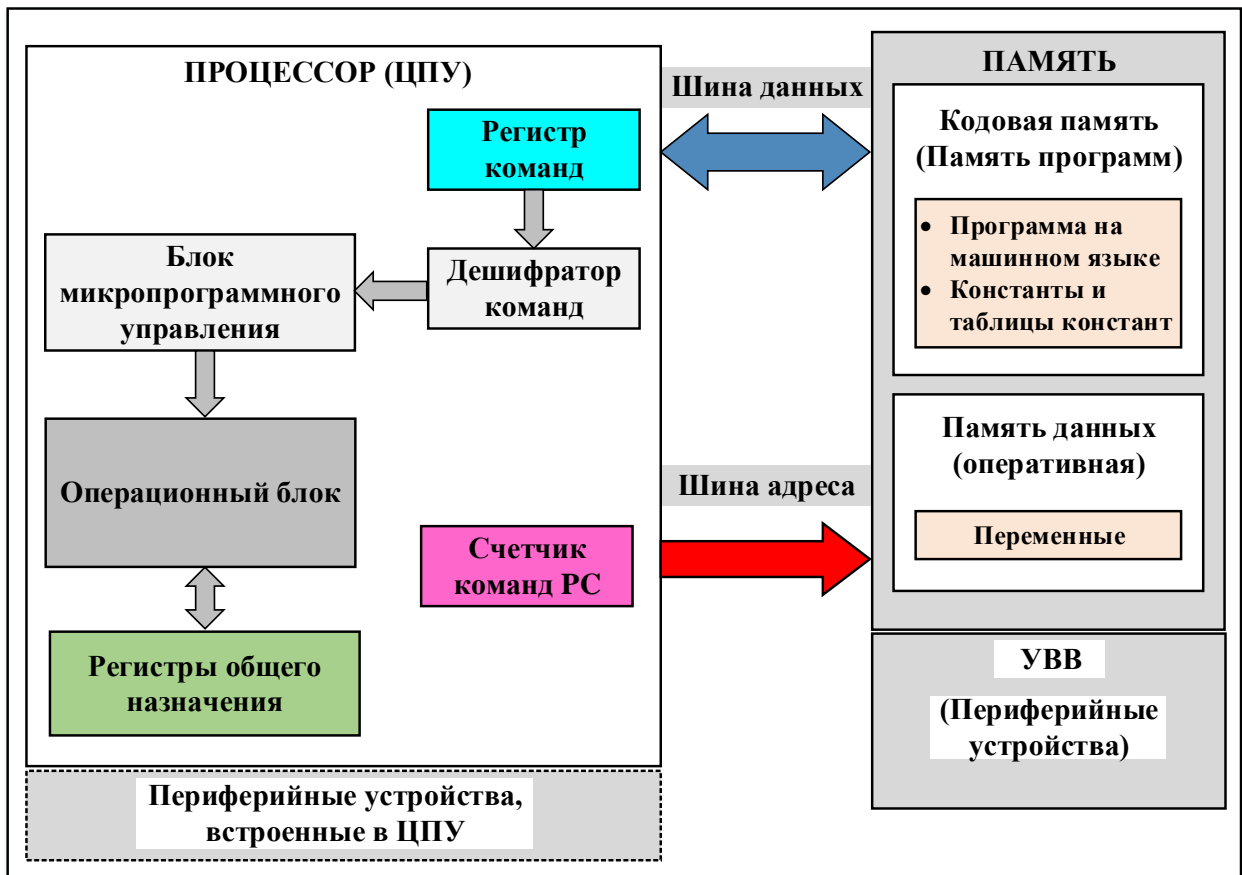 ПРОЦЕССОР (ЦПУ)
Регистр
команд
Блок
микропрограммного
управления
Дешифратор
команд
Операционный блок
Счетчик
команд PC
Регистры общего
назначения
Периферийные устройства,
встроенные в ЦПУ
Шина данных
Шина адреса
ПАМЯТЬ
Кодовая память
(Память программ)
• Программа на
машинном языке
• Константы и
таблицы констант
Память данных
(оперативная)
Переменные
УВВ
(Периферийные
устройства)